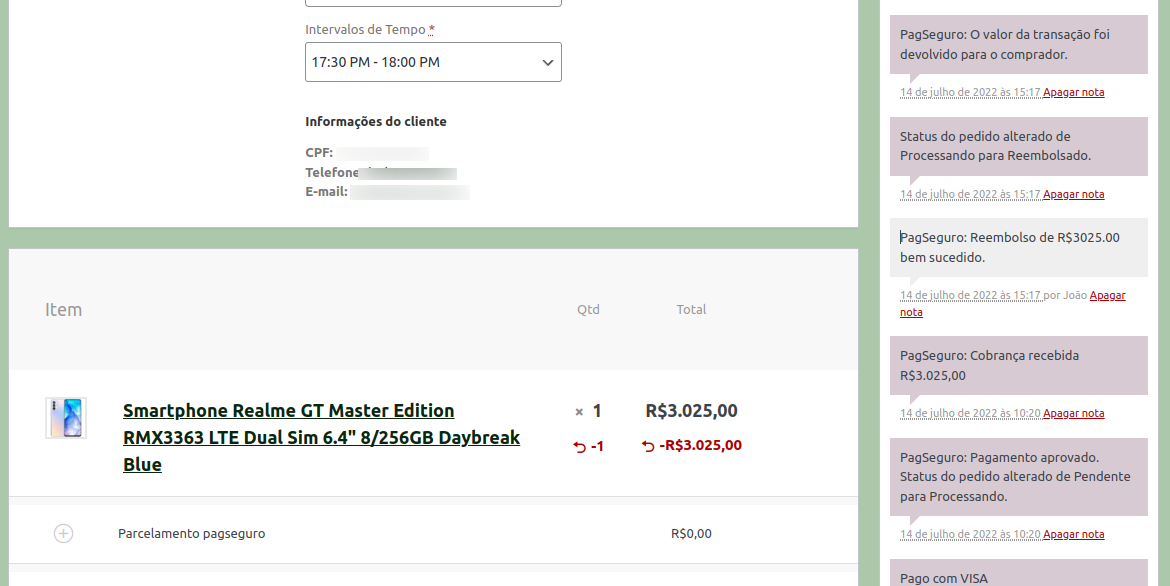 Intervalos de Tempo *
17:30 PM - 18:00 PM
Informações do cliente
CPF:
Telefone
E-mail:
Item Qtd Total
Smartphone Realme GT Master Edition
RMX3363 LTE Dual Sim 6.4" 8/256GB Daybreak
Blue
× 1 R$3.025,00
-1 -R$3.025,00
Parcelamento pagseguro R$0,00
PagSeguro: O valor da transação foi
devolvido para o comprador.
14 de julho de 2022 às 15:17 Apagar nota
Status do pedido alterado de
Processando para Reembolsado.
14 de julho de 2022 às 15:17 Apagar nota
PagSeguro: Reembolso de R$3025.00
bem sucedido.
14 de julho de 2022 às 15:17 por João Apagar
nota
PagSeguro: Cobrança recebida
R$3.025,00
14 de julho de 2022 às 10:20 Apagar nota
PagSeguro: Pagamento aprovado.
Status do pedido alterado de Pendente
para Processando.
14 de julho de 2022 às 10:20 Apagar nota
Pago com VISA